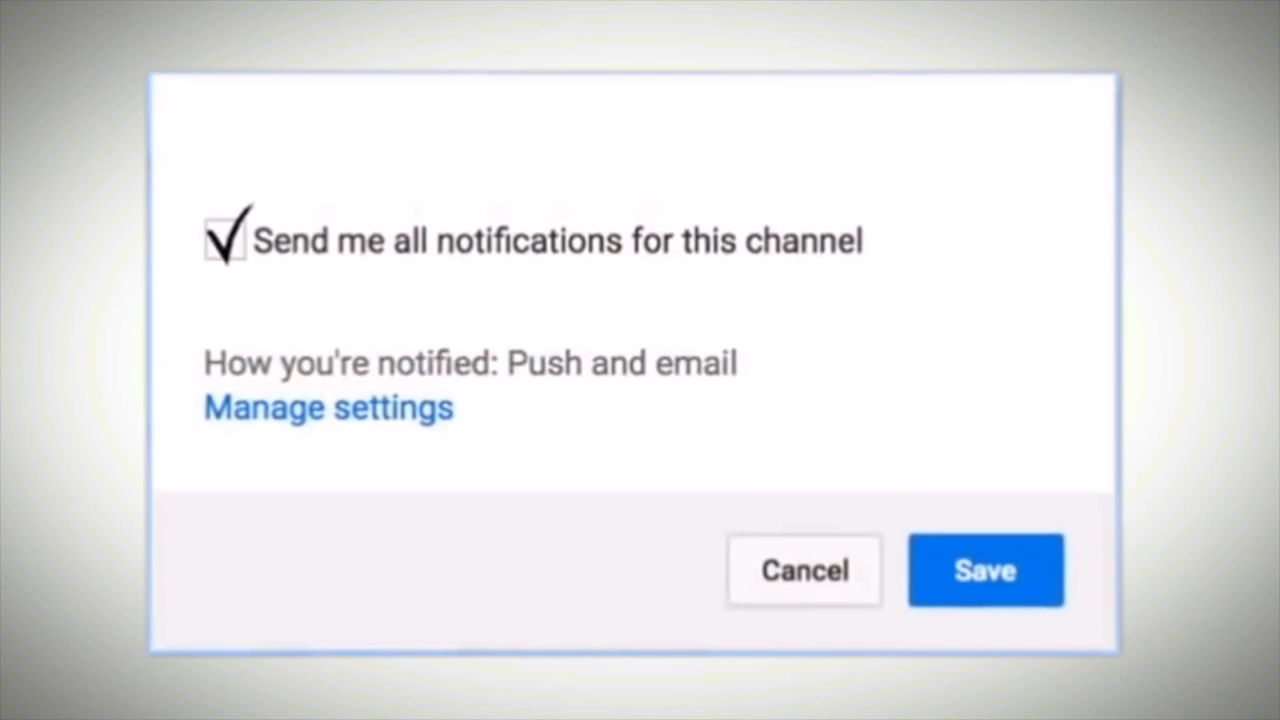 Send me all notifications for this channel
How you're notified: Push and email
Manage settings
Cancel
Save